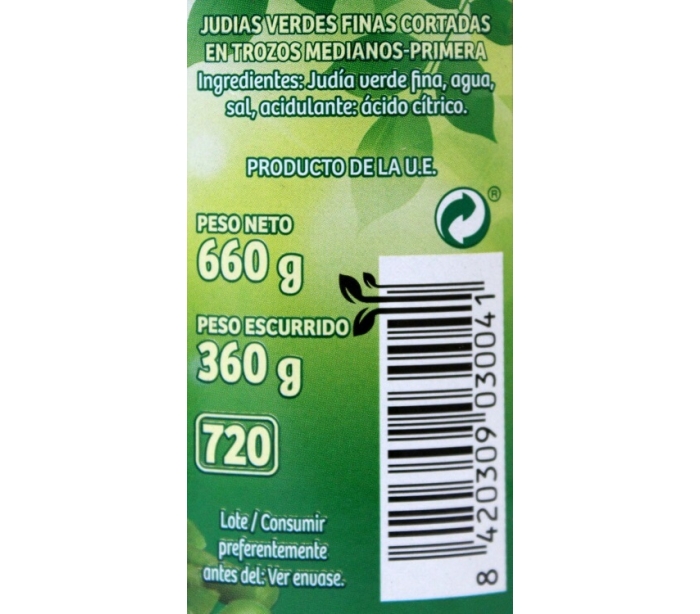 JUDIAS VERDES FINAS CORTADAS
EN TROZOS MEDIANOS-PRIMERA
Ingredientes: Judía verde fina, agua,
sal, acidulante: ácido cítrico.
PRODUCTO DE LA U.E.
®
PESO NETO
660 g
PESO ESCURRIDO
360 g
720
Lote / Consumir
preferentemente
antes del: Ver envase.
8 420309 030041